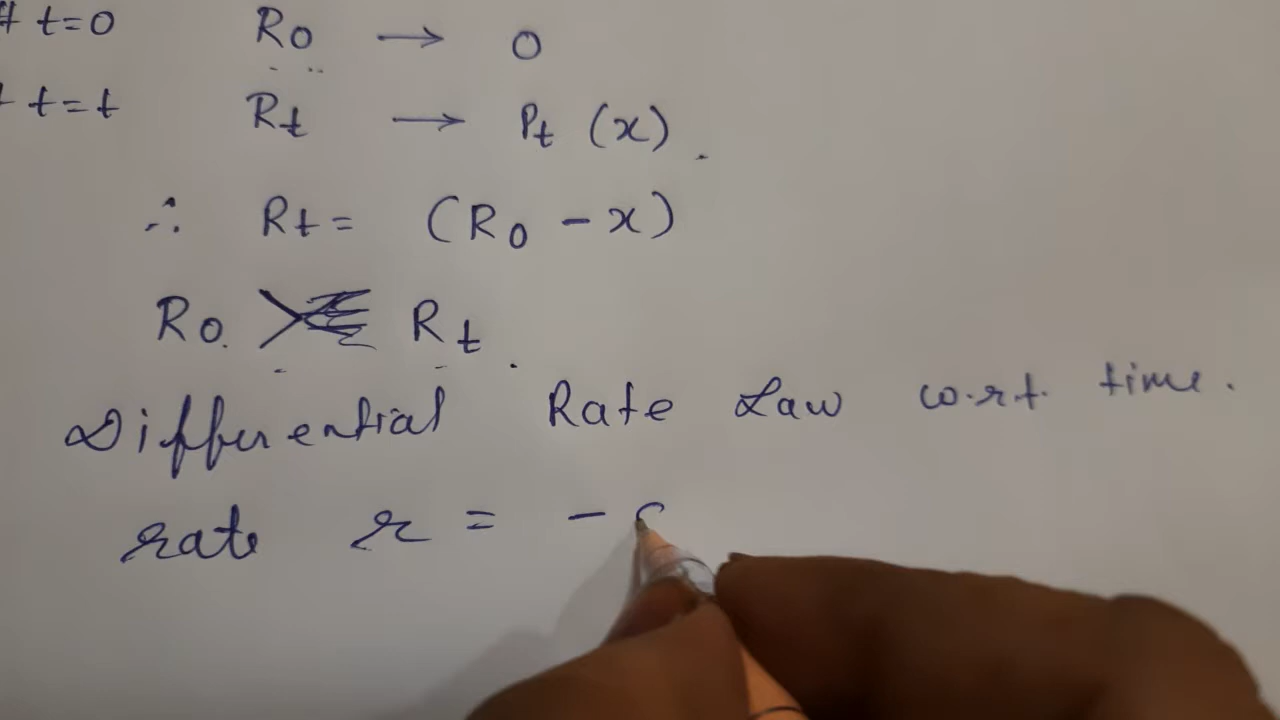 t=0 R0 → 0
t=t Rt → Pt (x)
∴ Rt = (R0 - x)
R0 > Rt
Differential Rate Law w.r.t. time.
rate r = -